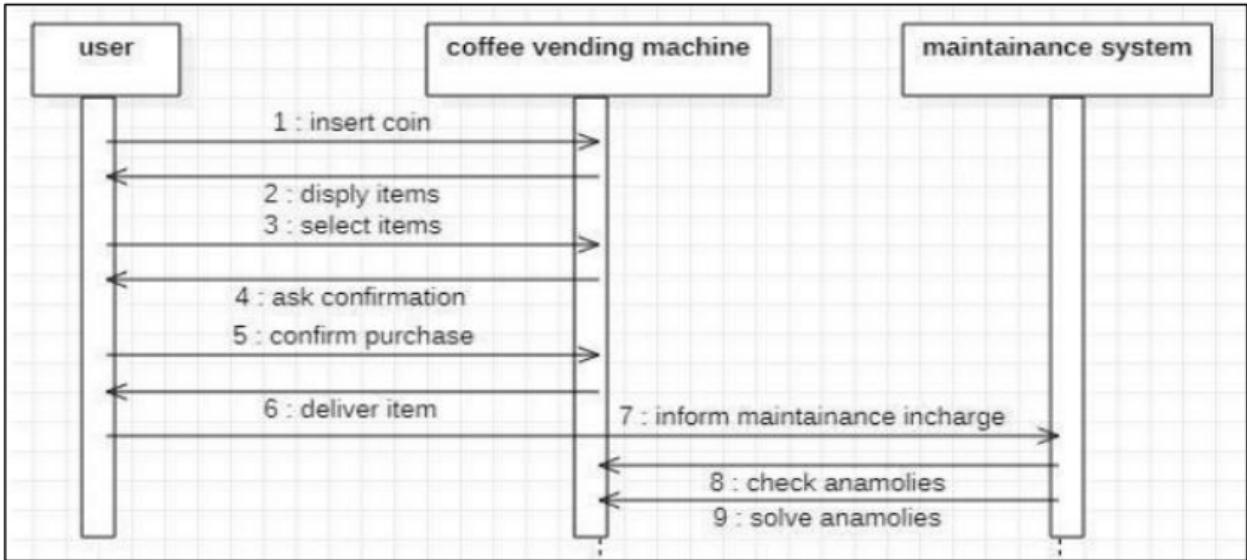 user
coffee vending machine
maintainance system
1 : insert coin
2 : disply items
3 : select items
4 : ask confirmation
5 : confirm purchase
6 : deliver item
7 : inform maintainance incharge
8 : check anamolies
9 : solve anamolies